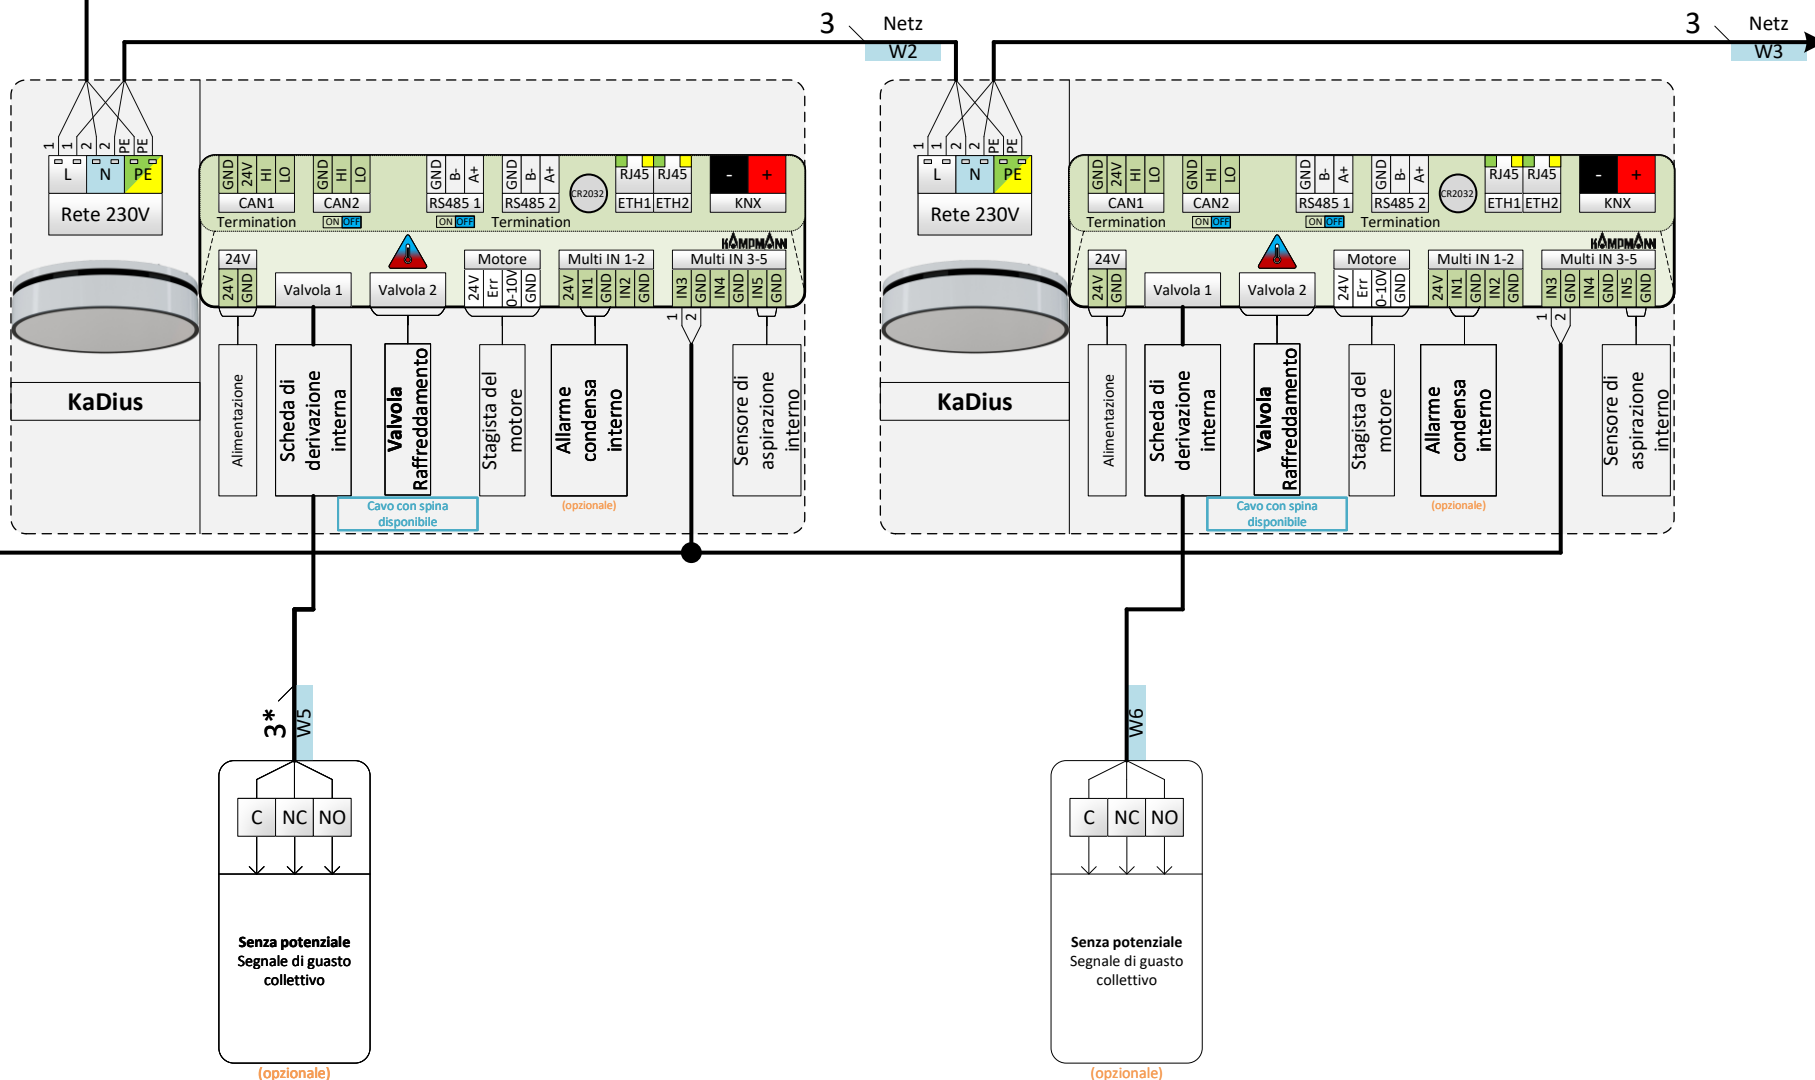 3 Netz
W2
3 Netz
W3
1 1 2 2 PE PE
L N PE
Rete 230V
GND 24V HI LO
CAN1
GND HI LO
CAN2
GND B- A+
RS485 1
GND B- A+
RS485 2
CR2032
RJ45 RJ45
ETH1 ETH2
- +
KNX
Termination
ON OFF
ON OFF
Termination
KAMPMANN
24V
24V GND
Valvola 1
Valvola 2
Motore
24V Err 0-10V GND
Multi IN 1-2
24V IN1 GND IN2 GND
Multi IN 3-5
IN3 GND IN4 GND IN5 GND
1 2
KaDius
Alimentazione
Scheda di
derivazione
interna
Valvola
Raffreddamento
Stagista del
motore
Allarme
condensa
interno
Sensore di
aspirazione
interno
Cavo con spina
disponibile
(opzionale)
1 1 2 2 PE PE
L N PE
Rete 230V
GND 24V HI LO
CAN1
GND HI LO
CAN2
GND B- A+
RS485 1
GND B- A+
RS485 2
CR2032
RJ45 RJ45
ETH1 ETH2
- +
KNX
Termination
ON OFF
ON OFF
Termination
KAMPMANN
24V
24V GND
Valvola 1
Valvola 2
Motore
24V Err 0-10V GND
Multi IN 1-2
24V IN1 GND IN2 GND
Multi IN 3-5
IN3 GND IN4 GND IN5 GND
1 2
KaDius
Alimentazione
Scheda di
derivazione
interna
Valvola
Raffreddamento
Stagista del
motore
Allarme
condensa
interno
Sensore di
aspirazione
interno
Cavo con spina
disponibile
(opzionale)
3*
W5
C NC NO
Senza potenziale
Segnale di guasto
collettivo
(opzionale)
W6
C NC NO
Senza potenziale
Segnale di guasto
collettivo
(opzionale)